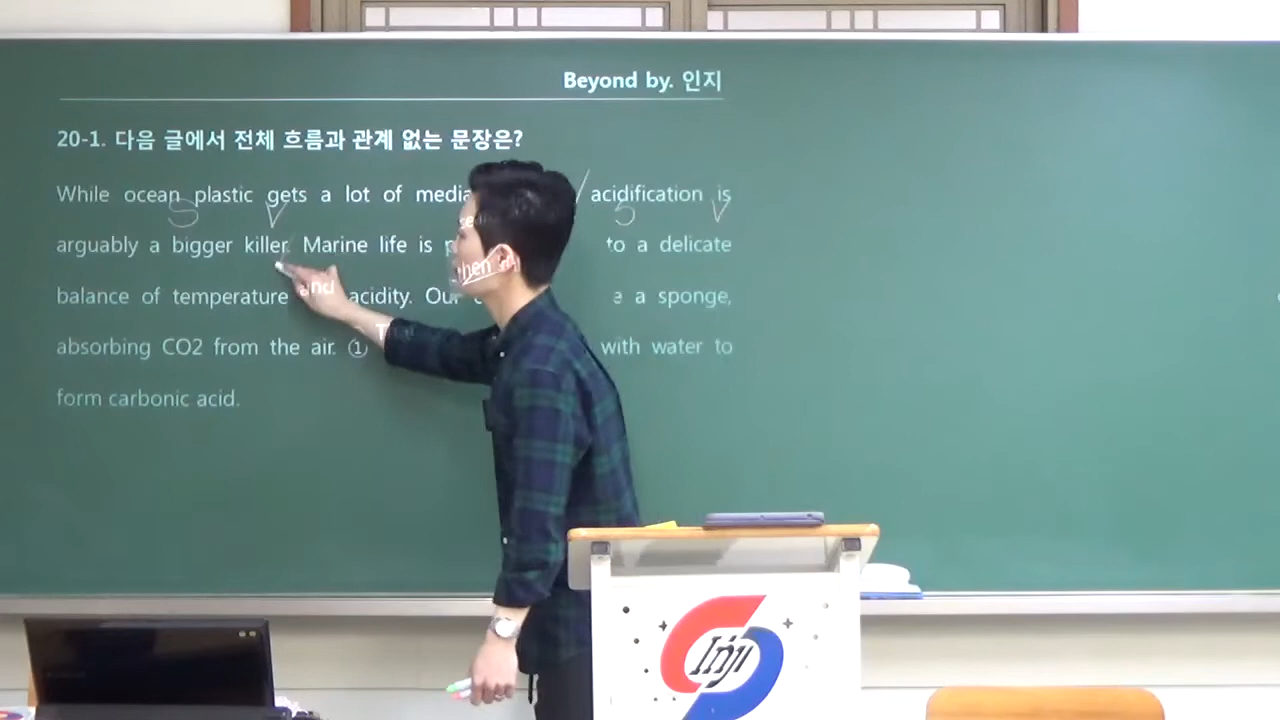 Beyond by. 인지
20-1. 다음 글에서 전체 흐름과 관계 없는 문장은?
While ocean plastic gets a lot of media acidification is
S V S V
arguably a bigger killer. Marine life is to a delicate
balance of temperature and acidity. Our a sponge,
absorbing CO2 from the air. ① with water to
form carbonic acid.
Inji